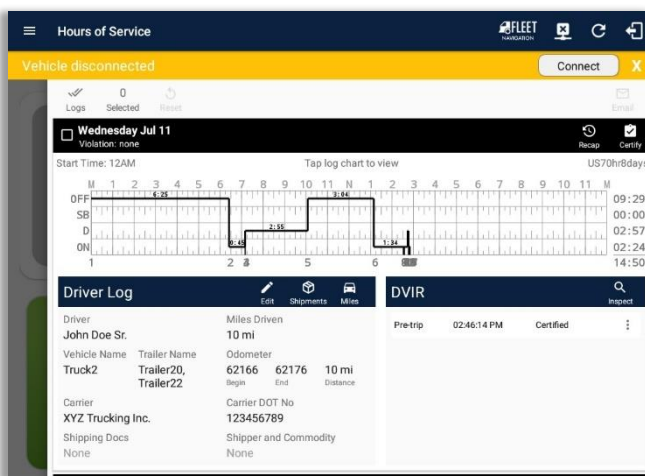 Hours of Service
FLEET
NAVIGATION
Vehicle disconnected
Connect X
Logs
0
Selected
Reset
Email
Wednesday Jul 11
Violation: none
Recap
Certify
Start Time: 12AM
Tap log chart to view
US70hr8days
M 1 2 3 4 5 6 7 8 9 10 11 N 1 2 3 4 5 6 7 8 9 10 11 M
OFF 6:25 3:04 09:29
SB 00:00
D 2:55 02:57
ON 0:45 1:34 02:24
1 2 5 6 14:50
Driver Log
Edit
Shipments
Miles
Driver
John Doe Sr.
Miles Driven
10 mi
Vehicle Name
Truck2
Trailer Name
Trailer20,
Trailer22
Odometer
62166 62176 10 mi
Begin End Distance
Carrier
XYZ Trucking Inc.
Carrier DOT No
123456789
Shipping Docs
None
Shipper and Commodity
None
DVIR
Inspect
Pre-trip 02:46:14 PM Certified